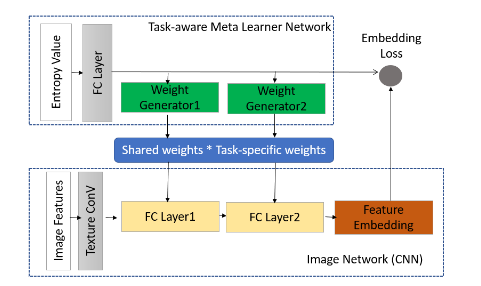 Task-aware Meta Learner Network
Embedding
Loss
Entropy Value
FC Layer
Weight
Generator1
Weight
Generator2
Shared weights * Task-specific weights
Image Features
Texture ConV
FC Layer1
FC Layer2
Feature
Embedding
Image Network (CNN)